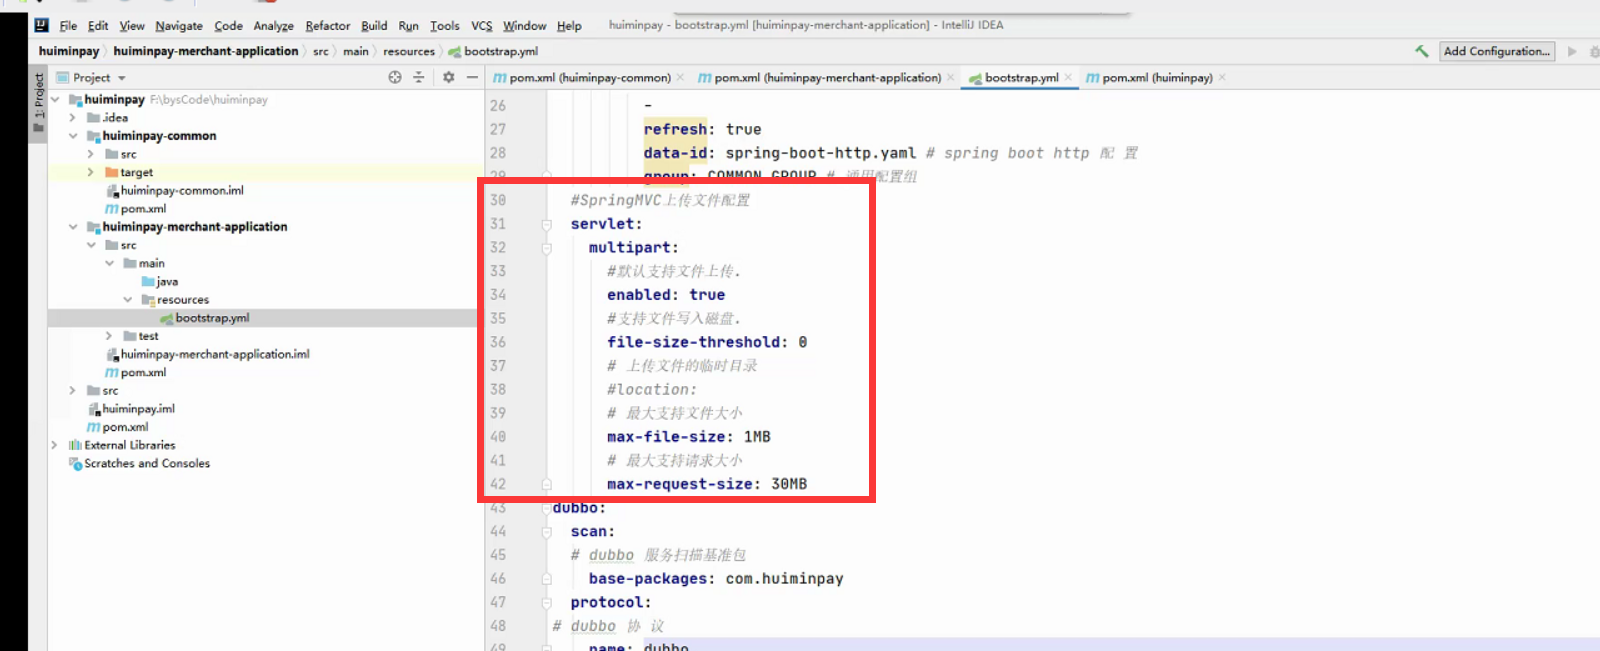 File Edit View Navigate Code Analyze Refactor Build Run Tools VCS Window Help huiminpay - bootstrap.yml [huiminpay-merchant-application] - IntelliJ IDEA
huiminpay huiminpay-merchant-application src main resources bootstrap.yml Add Configuration...
1: Project
Project
huiminpay F:\bysCode\huiminpay
.idea
huiminpay-common
src
target
huiminpay-common.iml
pom.xml
huiminpay-merchant-application
src
main
java
resources
bootstrap.yml
test
huiminpay-merchant-application.iml
pom.xml
src
huiminpay.iml
pom.xml
External Libraries
Scratches and Consoles
pom.xml (huiminpay-common) pom.xml (huiminpay-merchant-application) bootstrap.yml pom.xml (huiminpay)
26 -
27 refresh: true
28 data-id: spring-boot-http.yaml # spring boot http 配 置
29 group: COMMON_GROUP # 通用配置组
30 #SpringMVC上传文件配置
31 servlet:
32 multipart:
33 #默认支持文件上传.
34 enabled: true
35 #支持文件写入磁盘.
36 file-size-threshold: 0
37 # 上传文件的临时目录
38 #location:
39 # 最大支持文件大小
40 max-file-size: 1MB
41 # 最大支持请求大小
42 max-request-size: 30MB
43 dubbo:
44 scan:
45 # dubbo 服务扫描基准包
46 base-packages: com.huiminpay
47 protocol:
48 # dubbo 协 议
49 name: dubbo